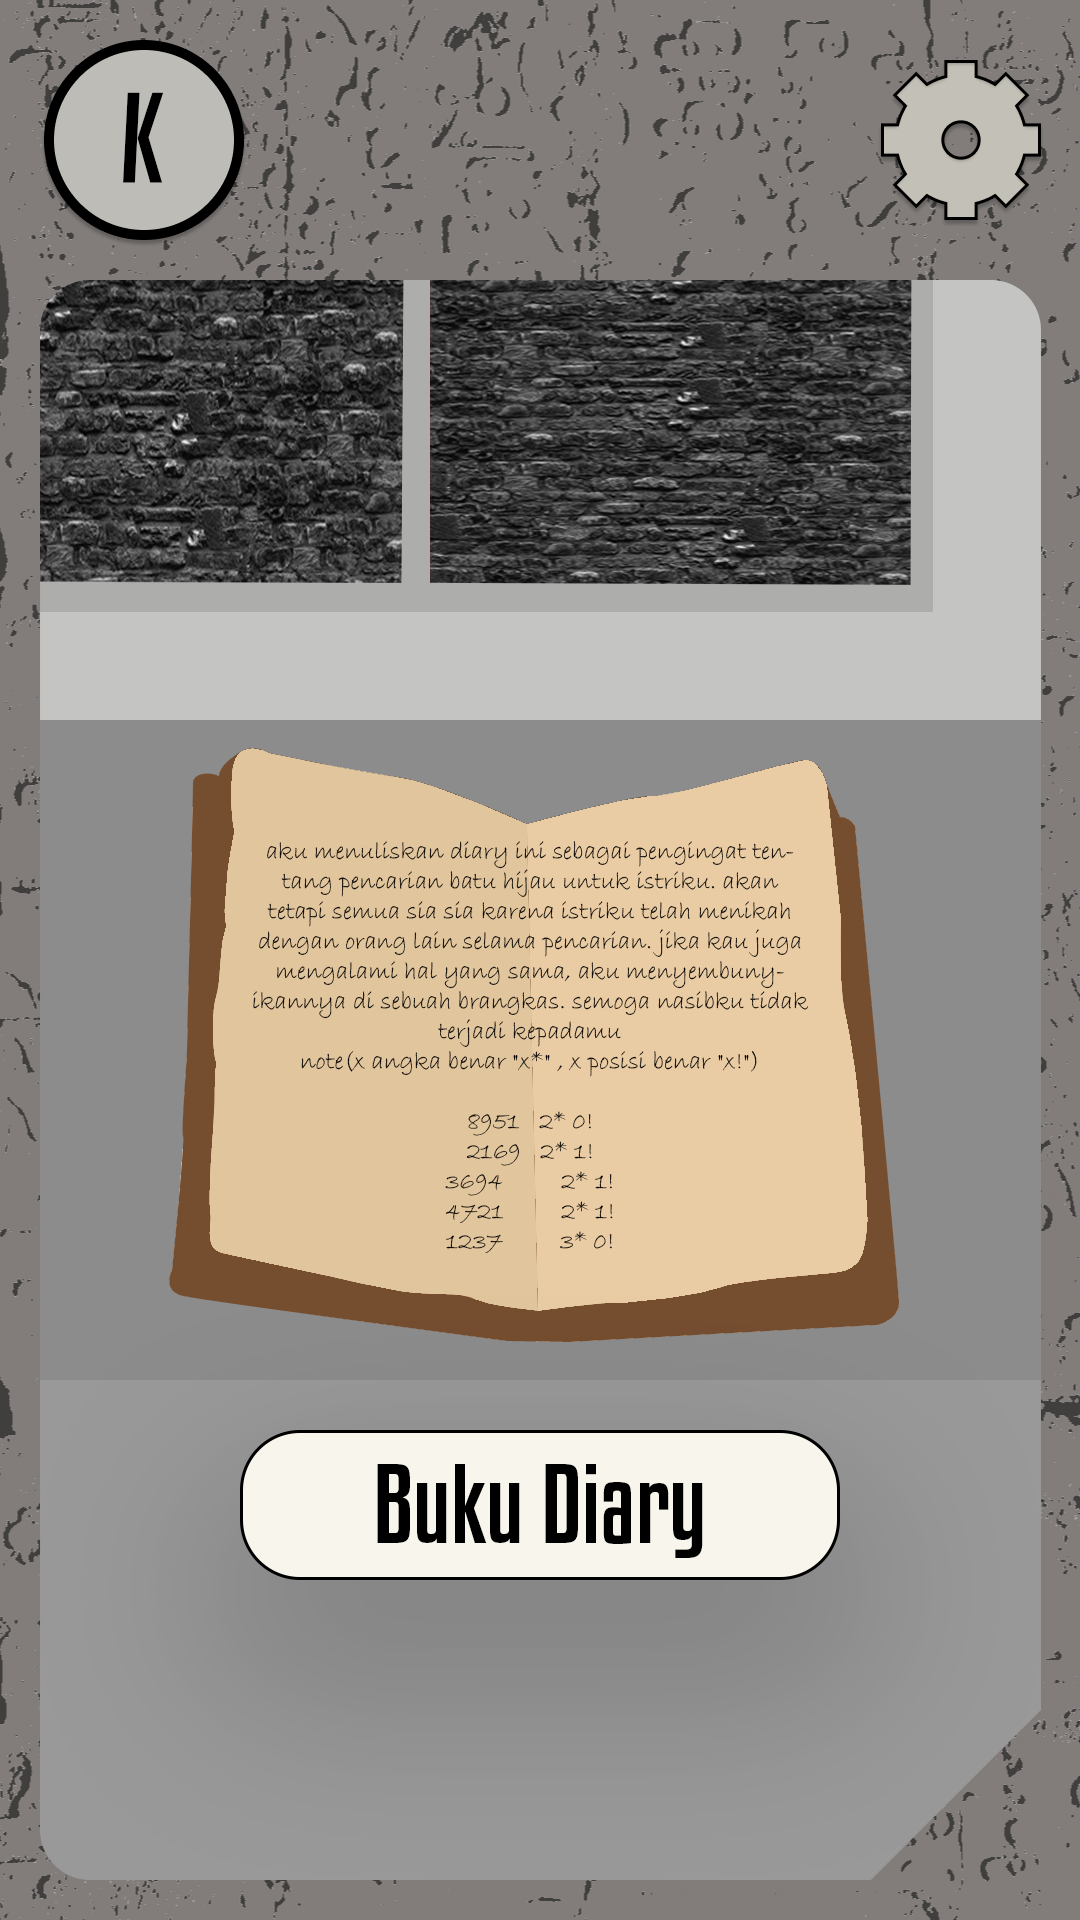 K
aku menuliskan diary ini sebagai pengingat ten-
tang pencarian batu hijau untuk istriku. akan
tetapi semua sia sia karena istriku telah menikah
dengan orang lain selama pencarian. jika kau juga
mengalami hal yang sama, aku menyembuny-
ikannya di sebuah brangkas. semoga nasibku tidak
terjadi kepadamu
note(x angka benar "x*" , x posisi benar "x!")
8951 2* 0!
2169 2* 1!
3694 2* 1!
4721 2* 1!
1237 3* 0!
Buku Diary